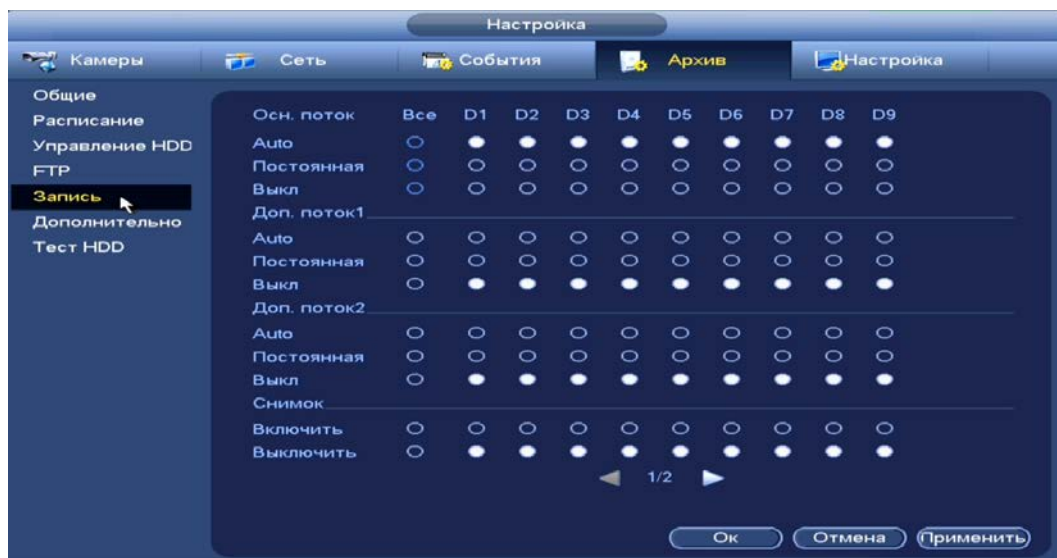 Настройка
Камеры Сеть События Архив Настройка
Общие
Расписание
Управление HDD
FTP
Запись
Дополнительно
Тест HDD
Осн. поток Все D1 D2 D3 D4 D5 D6 D7 D8 D9
Auto
Постоянная
Выкл
Доп. поток1
Auto
Постоянная
Выкл
Доп. поток2
Auto
Постоянная
Выкл
Снимок
Включить
Выключить
1/2
Ок Отмена Применить